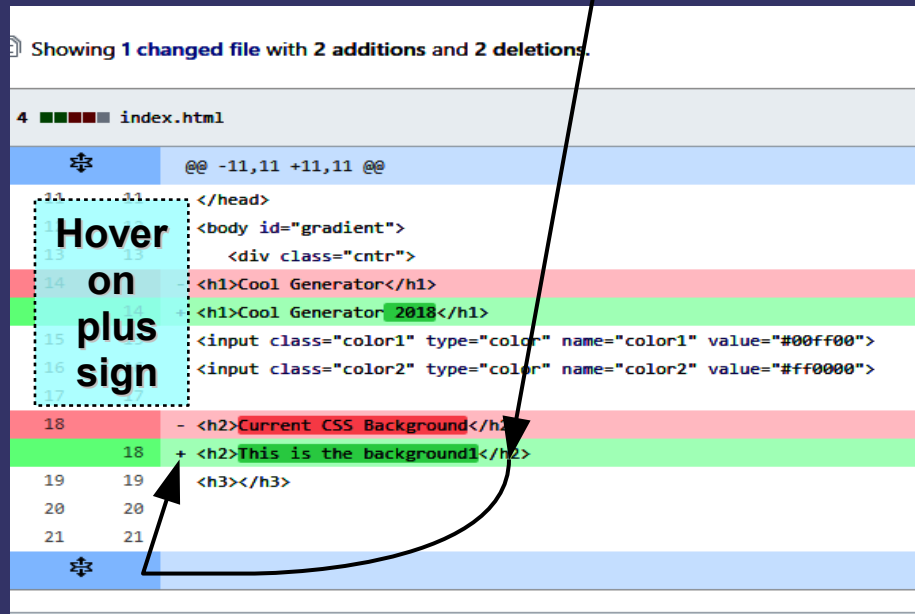 Showing 1 changed file with 2 additions and 2 deletions.
4 index.html
@@ -11,11 +11,11 @@
11 11 </head>
<body id="gradient">
13 13 <div class="cntr">
14 - <h1>Cool Generator</h1>
14 + <h1>Cool Generator 2018</h1>
15 <input class="color1" type="color" name="color1" value="#00ff00">
16 <input class="color2" type="color" name="color2" value="#ff0000">
17 17
18 - <h2>Current CSS Background</h2>
18 + <h2>This is the background1</h2>
19 19 <h3></h3>
20 20
21 21
Hover
on
plus
sign